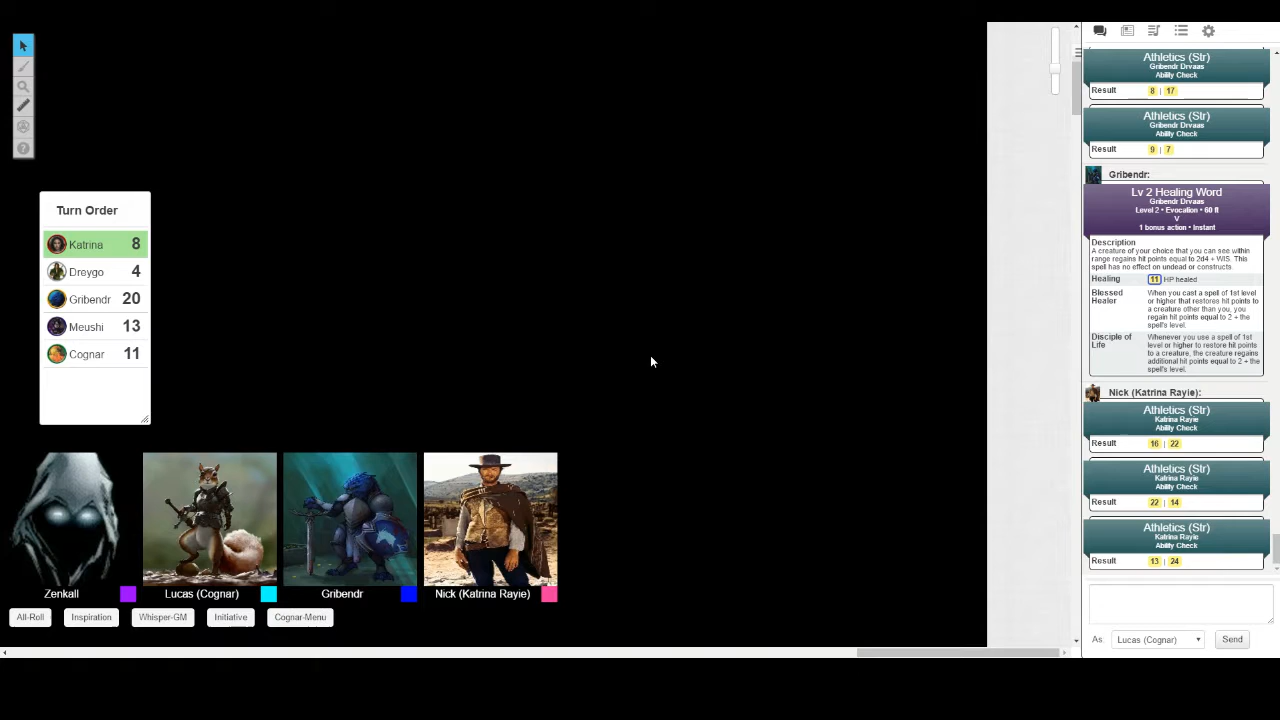 Turn Order
Katrina 8
Dreygo 4
Gribendr 20
Meushi 13
Cognar 11
Zenkall
Lucas (Cognar)
Gribendr
Nick (Katrina Rayie)
All-Roll
Inspiration
Whisper-GM
Initiative
Cognar-Menu
Athletics (Str)
Gribendr Drvaas
Ability Check
Result 8 | 17
Athletics (Str)
Gribendr Drvaas
Ability Check
Result 9 | 7
Gribendr:
Lv 2 Healing Word
Gribendr Drvaas
Level 2 • Evocation • 60 ft
V
1 bonus action • Instant
Description
A creature of your choice that you can see within
range regains hit points equal to 2d4 + WIS. This
spell has no effect on undead or constructs.
Healing 11 HP healed
Blessed Healer
When you cast a spell of 1st level
or higher that restores hit points to
a creature other than you, you
regain hit points equal to 2 + the
spell's level.
Disciple of Life
Whenever you use a spell of 1st
level or higher to restore hit points
to a creature, the creature regains
additional hit points equal to 2 + the
spell's level.
Nick (Katrina Rayie):
Athletics (Str)
Katrina Rayie
Ability Check
Result 16 | 22
Athletics (Str)
Katrina Rayie
Ability Check
Result 22 | 14
Athletics (Str)
Katrina Rayie
Ability Check
Result 13 | 24
As: Lucas (Cognar) Send